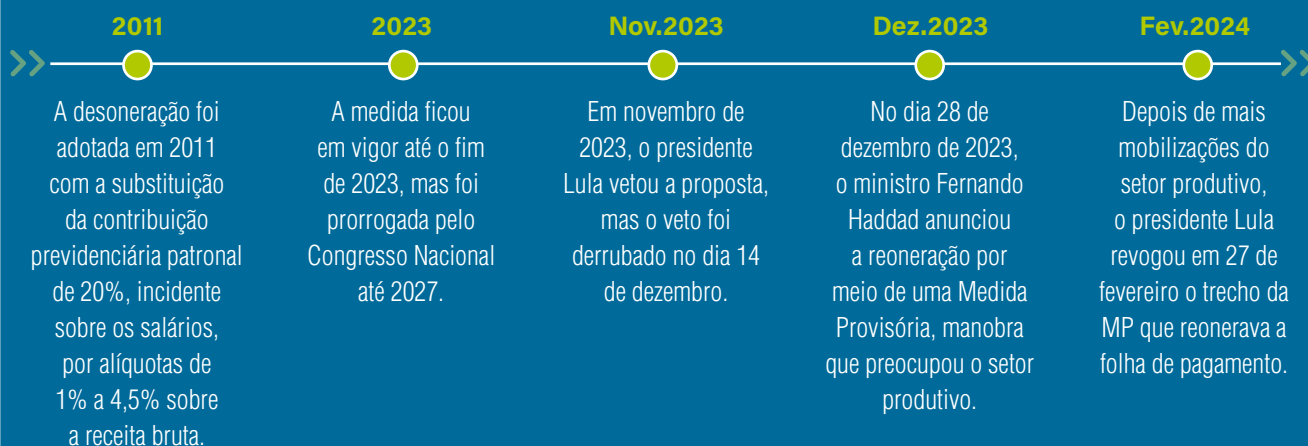 2011
A desoneração foi
adotada em 2011
com a substituição
da contribuição
previdenciária patronal
de 20%, incidente
sobre os salários,
por alíquotas de
1% a 4,5% sobre
a receita bruta.
2023
A medida ficou
em vigor até o fim
de 2023, mas foi
prorrogada pelo
Congresso Nacional
até 2027.
Nov.2023
Em novembro de
2023, o presidente
Lula vetou a proposta,
mas o veto foi
derrubado no dia 14
de dezembro.
Dez.2023
No dia 28 de
dezembro de 2023,
o ministro Fernando
Haddad anunciou
a reoneração por
meio de uma Medida
Provisória, manobra
que preocupou o setor
produtivo.
Fev.2024
Depois de mais
mobilizações do
setor produtivo,
o presidente Lula
revogou em 27 de
fevereiro o trecho da
MP que reonerava a
folha de pagamento.